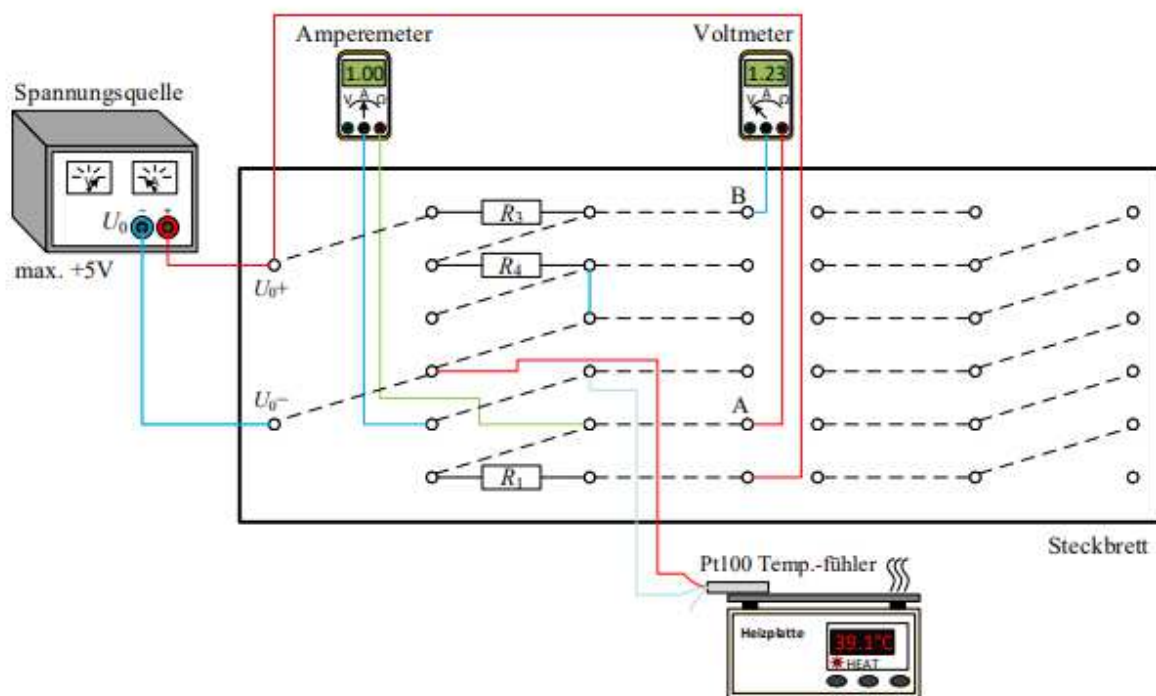 Amperemeter
Voltmeter
1.00
1.23
V A Ω
V A Ω
Spannungsquelle
V A
U₀ − +
max. +5V
B
R₃
R₄
U₀+
U₀−
A
R₁
Steckbrett
Pt100 Temp.-fühler
Heizplatte
39.1°C
HEAT